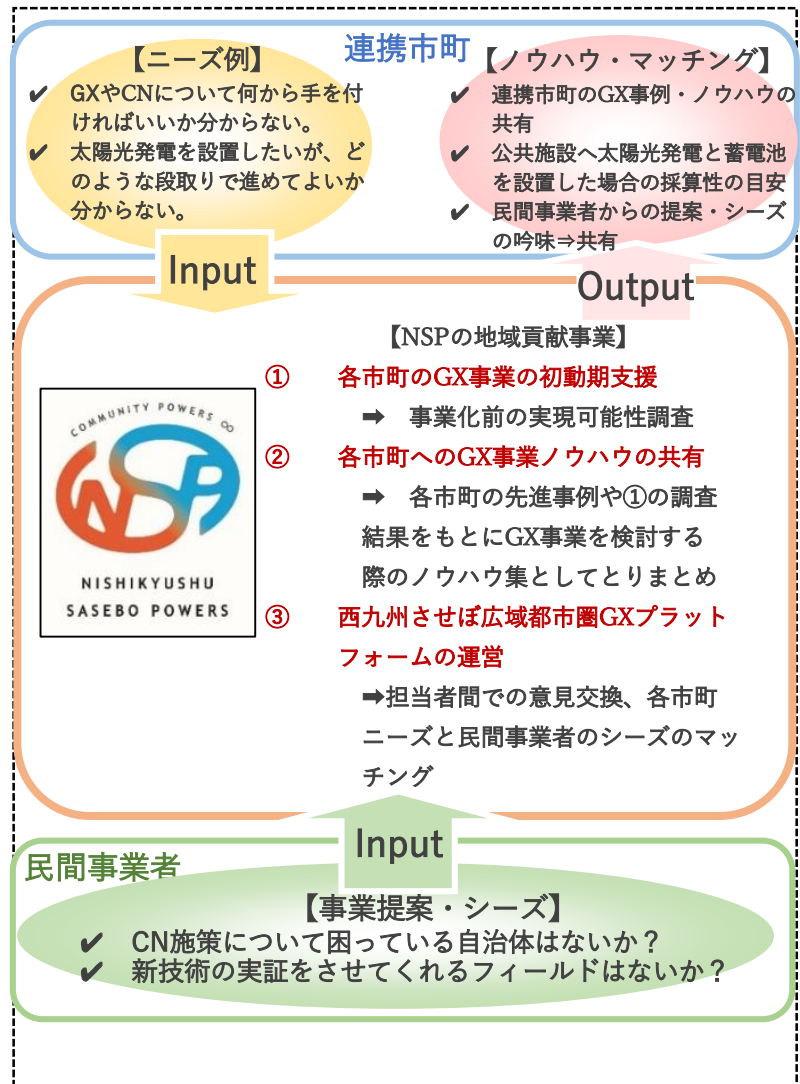 連携市町
【ニーズ例】
✔ GXやCNについて何から手を付
ければいいか分からない。
✔ 太陽光発電を設置したいが、ど
のような段取りで進めてよいか
分からない。
【ノウハウ・マッチング】
✔ 連携市町のGX事例・ノウハウの
共有
✔ 公共施設へ太陽光発電と蓄電池
を設置した場合の採算性の目安
✔ 民間事業者からの提案・シーズ
の吟味⇒共有
Input
Output
【NSPの地域貢献事業】
① 各市町のGX事業の初動期支援
➡ 事業化前の実現可能性調査
② 各市町へのGX事業ノウハウの共有
➡ 各市町の先進事例や①の調査
結果をもとにGX事業を検討する
際のノウハウ集としてとりまとめ
③ 西九州させぼ広域都市圏GXプラット
フォームの運営
➡担当者間での意見交換、各市町
ニーズと民間事業者のシーズのマッ
チング
COMMUNITY POWERS ∞
NSP
NISHIKYUSHU
SASEBO POWERS
Input
民間事業者
【事業提案・シーズ】
✔ CN施策について困っている自治体はないか？
✔ 新技術の実証をさせてくれるフィールドはないか？